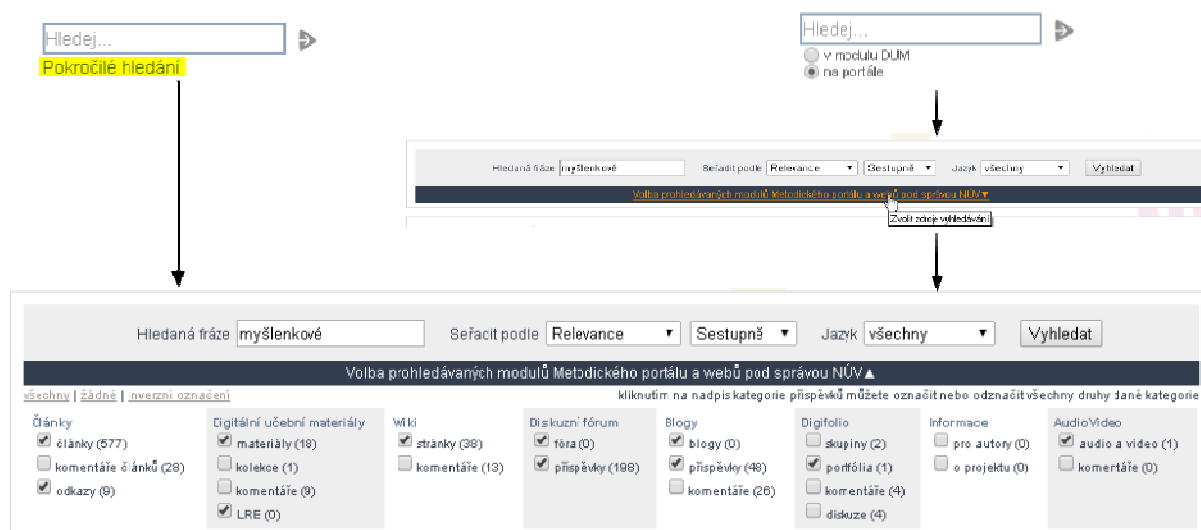 Hledej...
Pokročilé hledání
Hledej...
v modulu DUM
na portále
Hledaná fráze myšlenkové Seřadit podle Relevance Sestupně Jazyk všechny Vyhledat
Volba prohledávaných modulů Metodického portálu a webů pod správou NÚV▼
Zvolit zdroje vyhledávání
Hledaná fráze myšlenkové Seřadit podle Relevance Sestupně Jazyk všechny Vyhledat
Volba prohledávaných modulů Metodického portálu a webů pod správou NÚV▲
všechny | žádné | inverzní označení kliknutím na nadpis kategorie příspěvků můžete označit nebo odznačit všechny druhy dané kategorie
Články Digitální učební materiály Wiki Diskuzní fórum Blogy Digifolio Informace AudioVideo
články (577) materiály (18) stránky (38) fóra (0) blogy (0) skupiny (2) pro autory (0) audio a video (1)
komentáře článků (28) kolekce (1) komentáře (13) příspěvky (198) příspěvky (48) portfólia (1) o projektu (0) komentáře (0)
odkazy (9) komentáře (9) komentáře (26) komentáře (4)
LRE (0) diskuze (4)